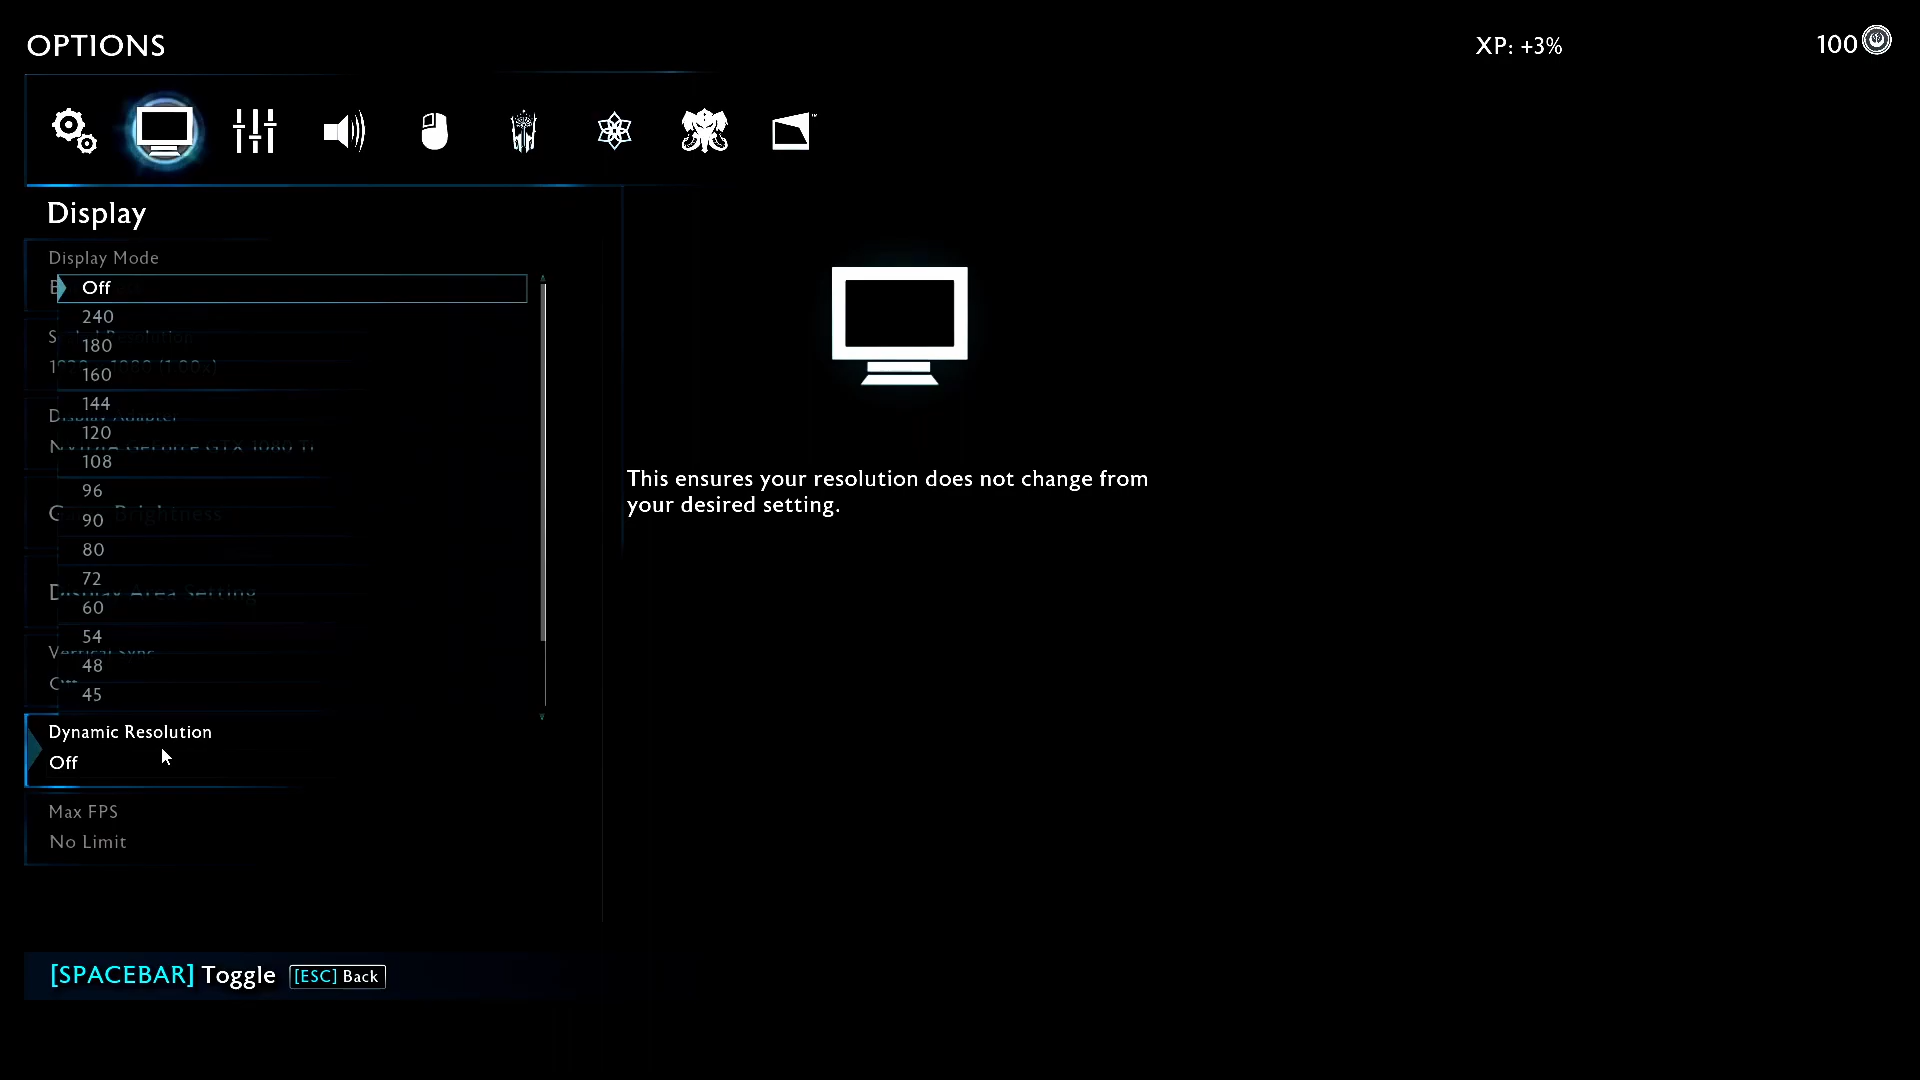 OPTIONS
XP: +3%
100
Display
Display Mode
Off
240
180
160
144
120
108
96
90
80
72
60
54
48
45
This ensures your resolution does not change from
your desired setting.
Dynamic Resolution
Off
Max FPS
No Limit
[SPACEBAR] Toggle [ESC] Back